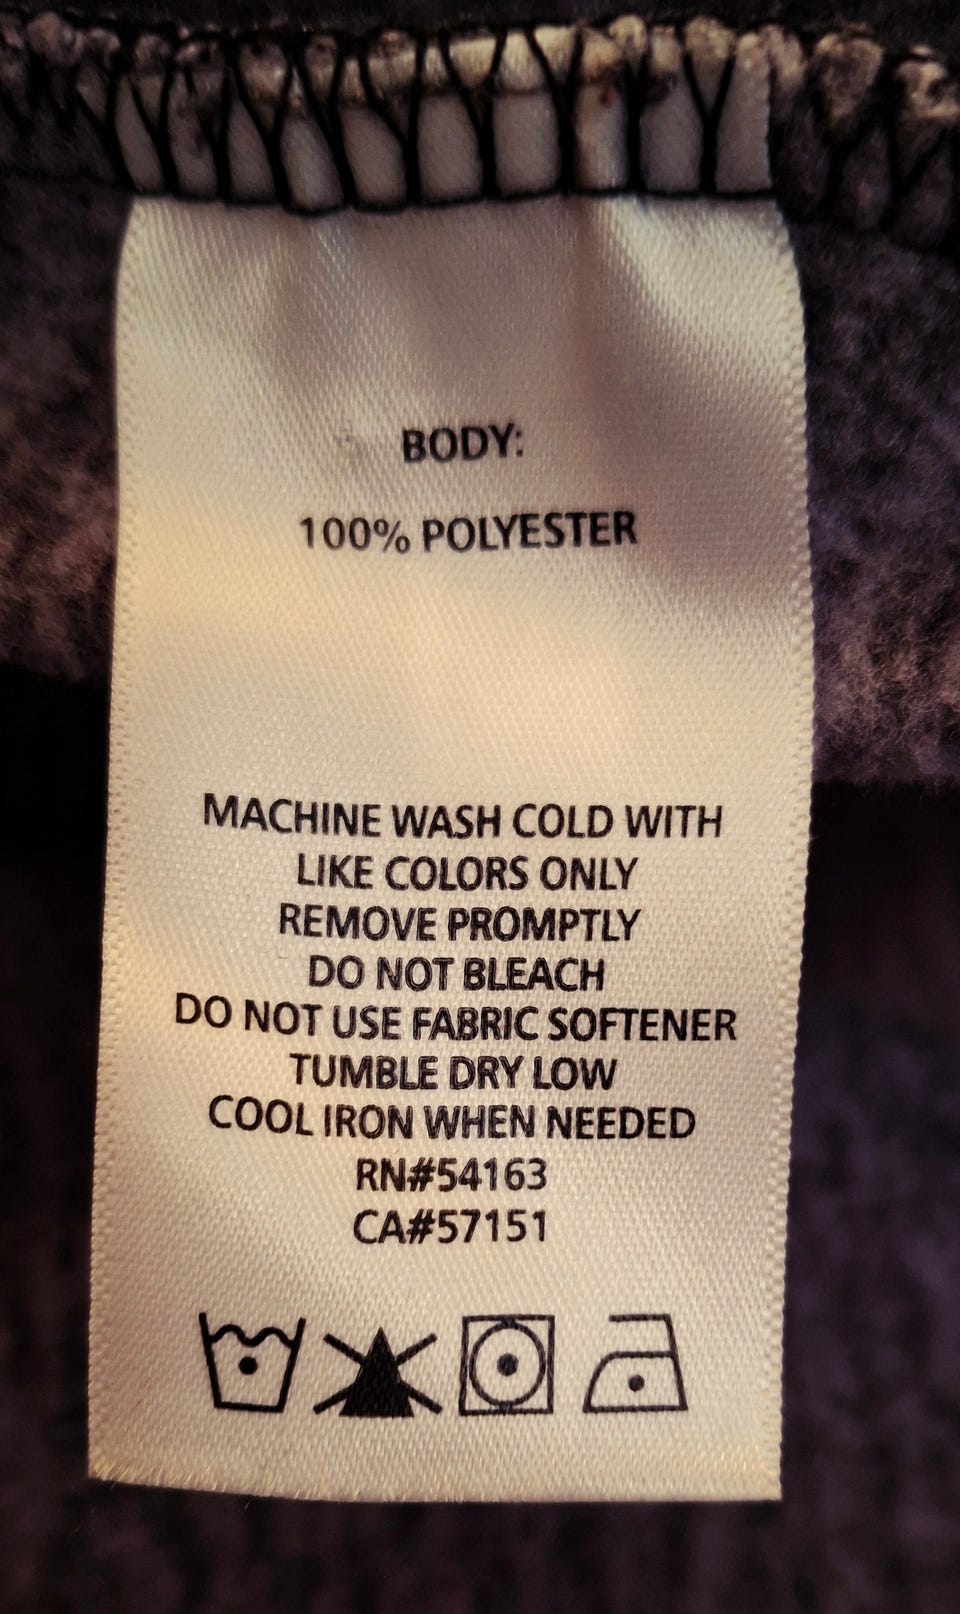 BODY:
100% POLYESTER
MACHINE WASH COLD WITH
LIKE COLORS ONLY
REMOVE PROMPTLY
DO NOT BLEACH
DO NOT USE FABRIC SOFTENER
TUMBLE DRY LOW
COOL IRON WHEN NEEDED
RN#54163
CA#57151